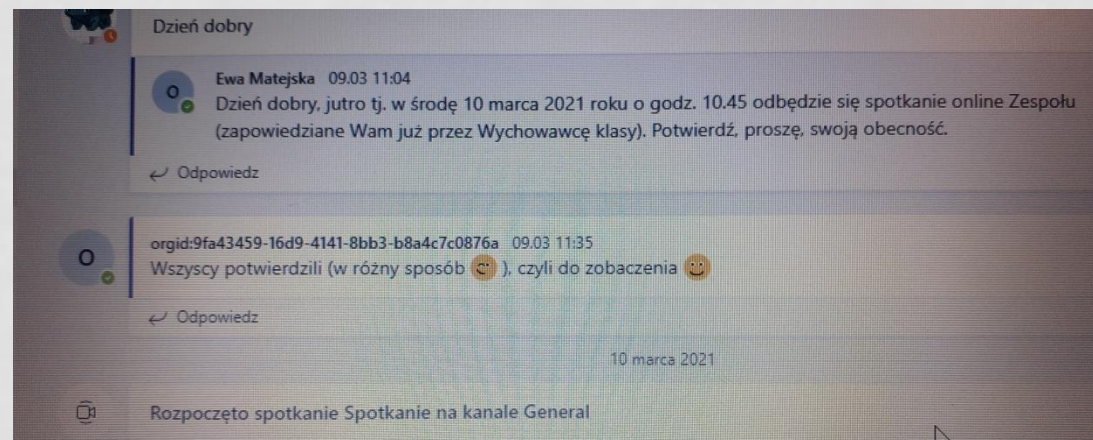 Dzień dobry
Ewa Matejska 09.03 11:04
Dzień dobry, jutro tj. w środę 10 marca 2021 roku o godz. 10.45 odbędzie się spotkanie online Zespołu
(zapowiedziane Wam już przez Wychowawcę klasy). Potwierdź, proszę, swoją obecność.
Odpowiedz
O
O
orgid:9fa43459-16d9-4141-8bb3-b8a4c7c0876a 09.03 11:35
Wszyscy potwierdzili (w różny sposób ), czyli do zobaczenia
Odpowiedz
10 marca 2021
Rozpoczęto spotkanie Spotkanie na kanale General